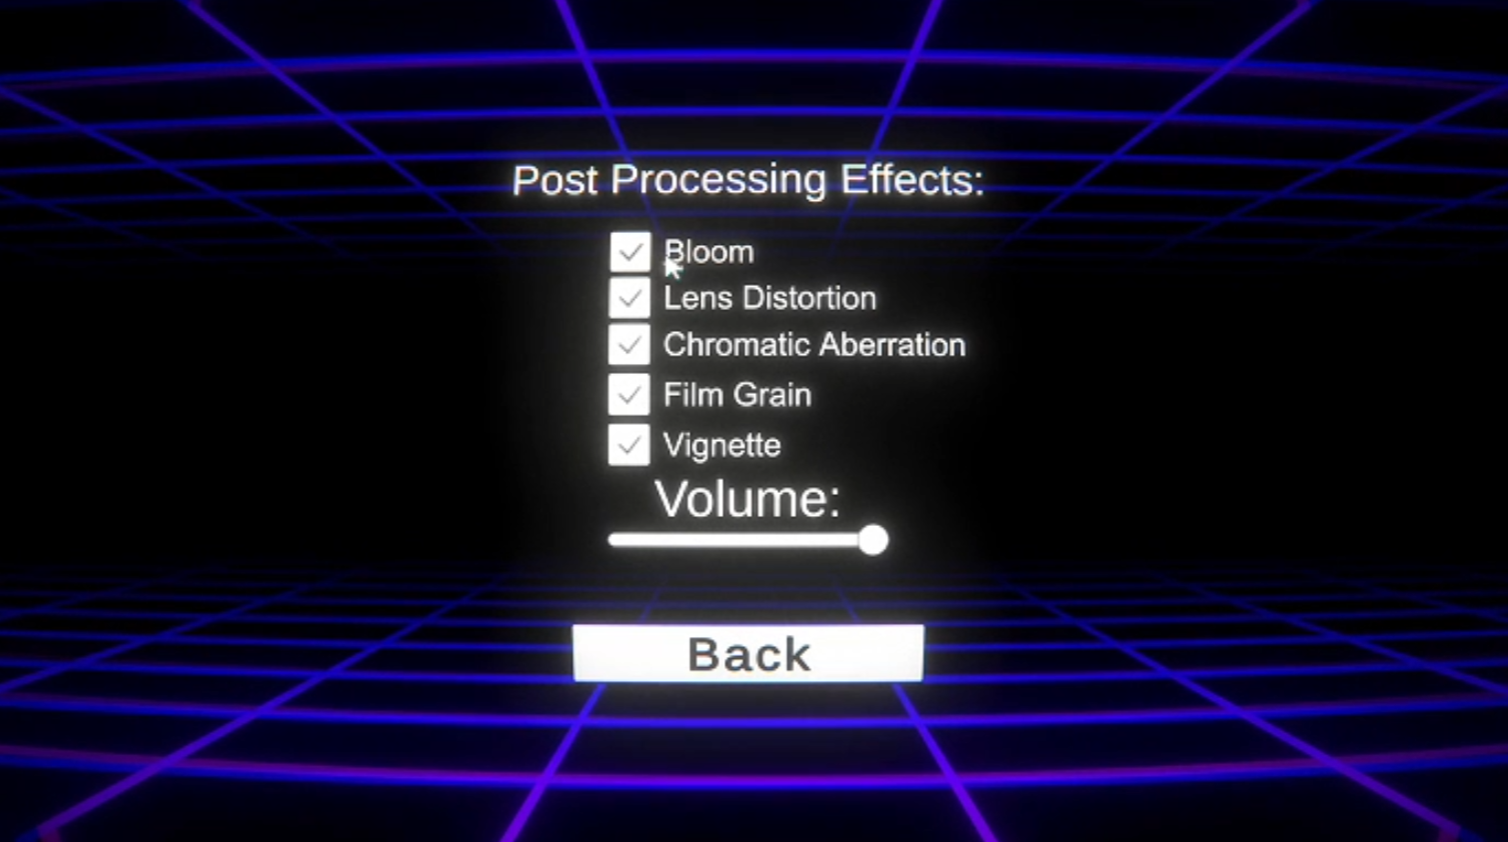 Post Processing Effects:
Bloom
Lens Distortion
Chromatic Aberration
Film Grain
Vignette
Volume:
Back